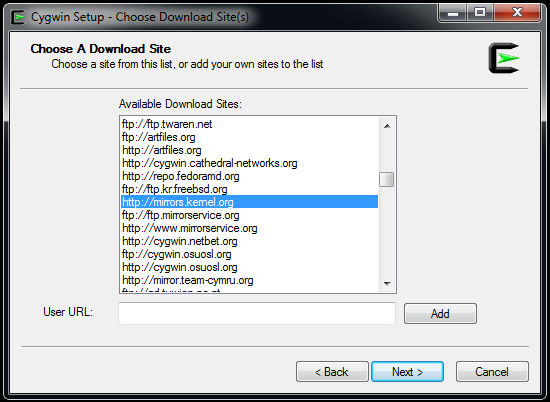 Cygwin Setup - Choose Download Site(s)
Choose A Download Site
Choose a site from this list, or add your own sites to the list
Available Download Sites:
ftp://ftp.twaren.net
ftp://artfiles.org
http://artfiles.org
http://cygwin.cathedral-networks.org
http://repo.fedoramd.org
ftp://ftp.kr.freebsd.org
http://mirrors.kernel.org
ftp://ftp.mirrorservice.org
http://www.mirrorservice.org
http://cygwin.netbet.org
ftp://cygwin.osuosl.org
http://cygwin.osuosl.org
http://mirror.team-cymru.org
User URL:
Add
< Back
Next >
Cancel